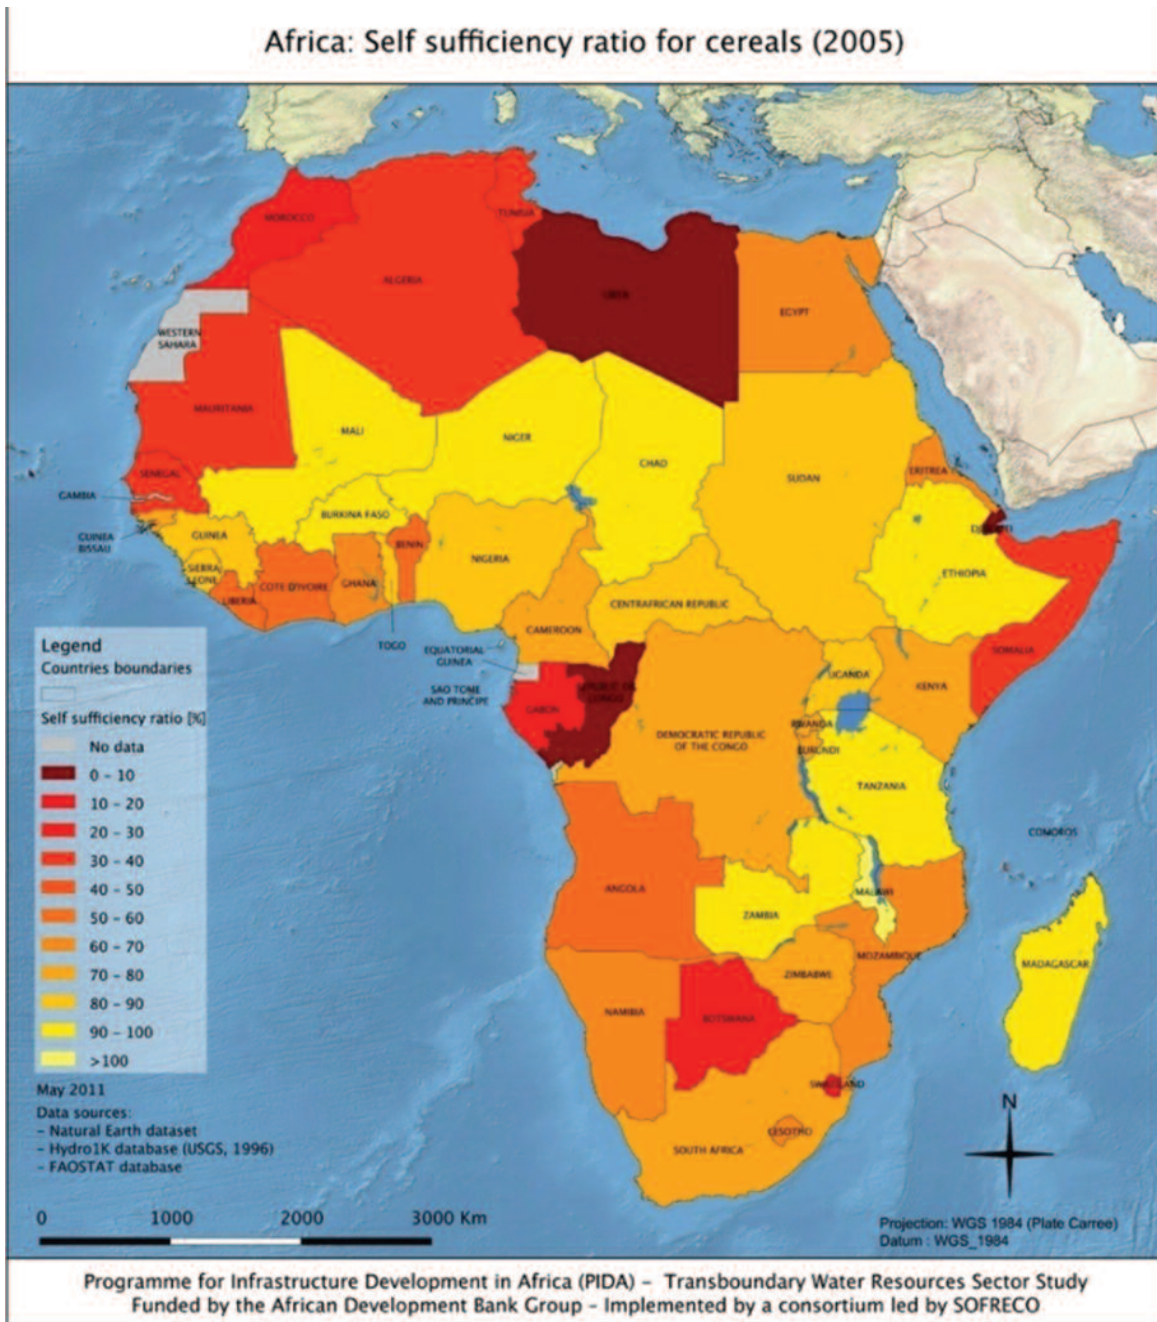 Africa: Self sufficiency ratio for cereals (2005)
MOROCCO
TUNISIA
ALGERIA
LIBYA
EGYPT
WESTERN
SAHARA
MAURITANIA
MALI
NIGER
CHAD
SUDAN
ERITREA
SENEGAL
GAMBIA
GUINEA
BISSAU
GUINEA
BURKINA FASO
BENIN
NIGERIA
DJIBOUTI
ETHIOPIA
SIERRA
LEONE
LIBERIA
COTE D'IVOIRE
GHANA
TOGO
CENTRAFRICAN REPUBLIC
CAMEROON
EQUATORIAL
GUINEA
SAO TOME
AND PRINCIPE
GABON
REPUBLIC OF
CONGO
DEMOCRATIC REPUBLIC
OF THE CONGO
UGANDA
KENYA
SOMALIA
RWANDA
BURUNDI
TANZANIA
COMOROS
ANGOLA
ZAMBIA
MALAWI
MOZAMBIQUE
MADAGASCAR
ZIMBABWE
NAMIBIA
BOTSWANA
SWAZILAND
LESOTHO
SOUTH AFRICA
Legend
Countries boundaries
Self sufficiency ratio [%]
No data
0 - 10
10 - 20
20 - 30
30 - 40
40 - 50
50 - 60
60 - 70
70 - 80
80 - 90
90 - 100
>100
May 2011
Data sources:
- Natural Earth dataset
- Hydro1K database (USGS, 1996)
- FAOSTAT database
0 1000 2000 3000 Km
N
Projection: WGS 1984 (Plate Carree)
Datum : WGS_1984
Programme for Infrastructure Development in Africa (PIDA) - Transboundary Water Resources Sector Study
Funded by the African Development Bank Group - Implemented by a consortium led by SOFRECO